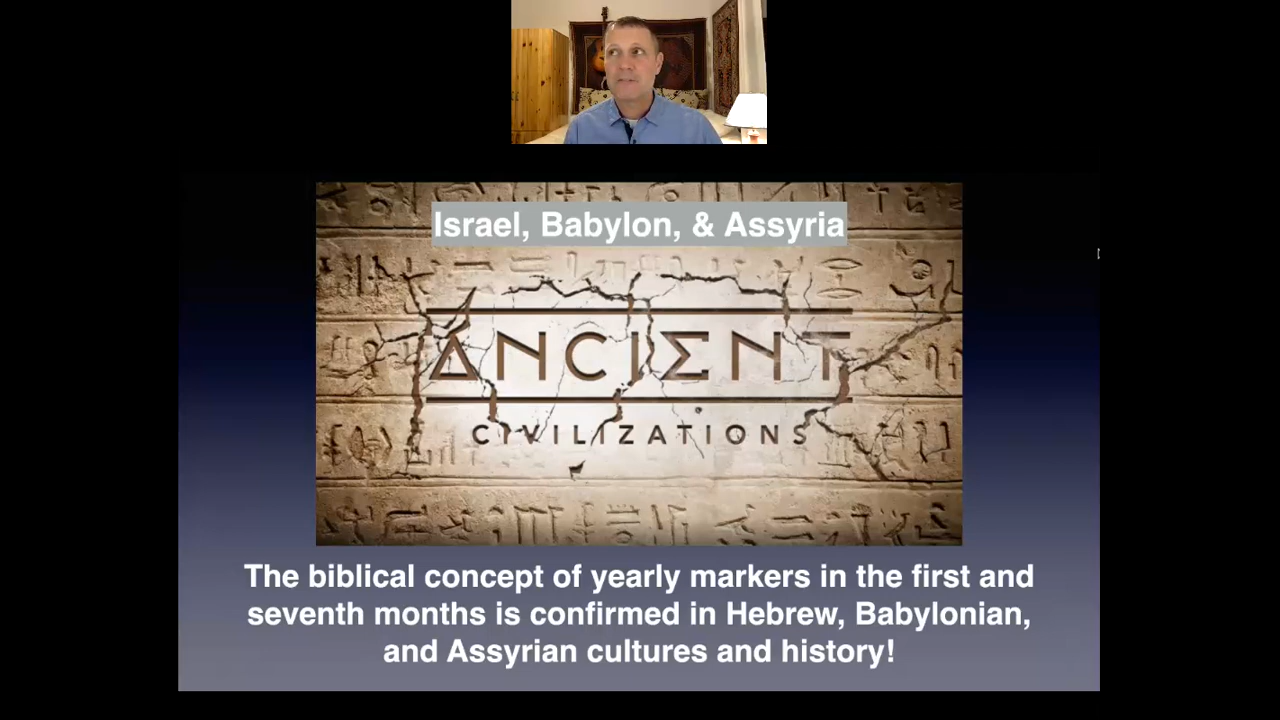 Israel, Babylon, & Assyria
ANCIENT
CIVILIZATIONS
The biblical concept of yearly markers in the first and
seventh months is confirmed in Hebrew, Babylonian,
and Assyrian cultures and history!